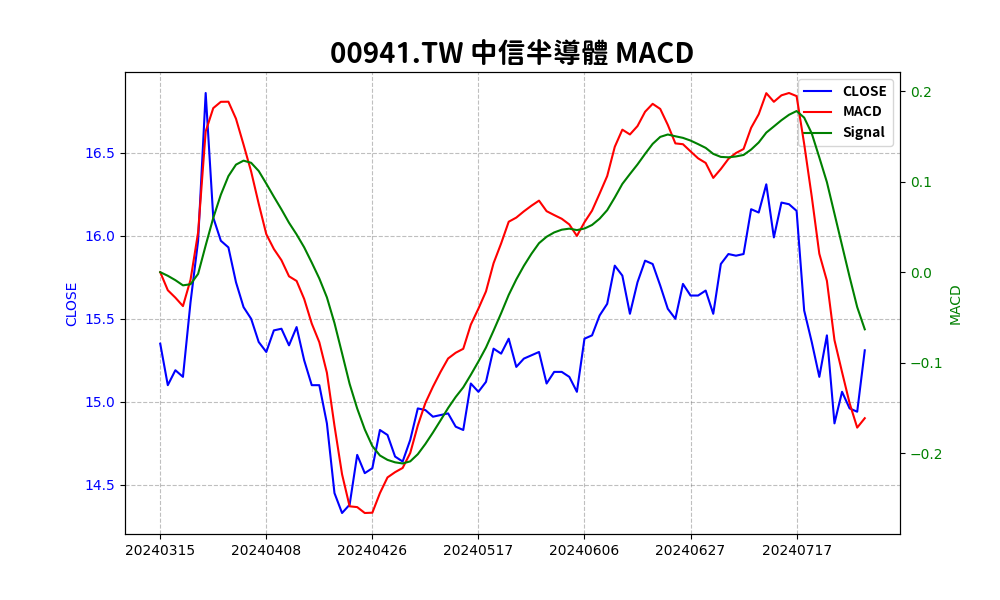 00941.TW 中信半導體 MACD
CLOSE
MACD
Signal
16.5
16.0
15.5
15.0
14.5
CLOSE
0.2
0.1
0.0
−0.1
−0.2
MACD
20240315 20240408 20240426 20240517 20240606 20240627 20240717